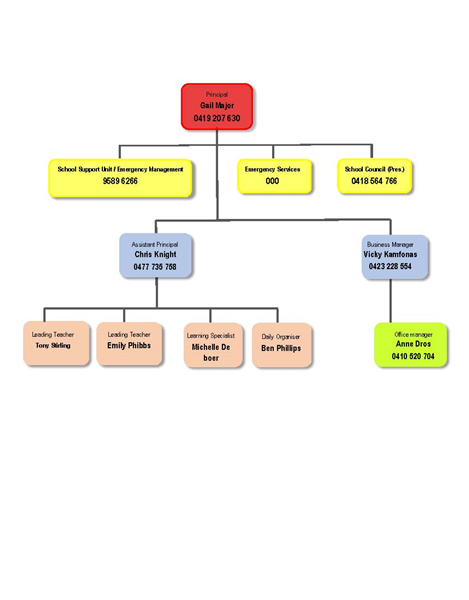 Principal
Gail Major
0419 207 630
School Support Unit / Emergency Management
9589 6266
Emergency Services
000
School Council (Pres.)
0418 564 766
Assistant Principal
Chris Knight
0477 735 758
Business Manager
Vicky Kamfonas
0423 228 554
Leading Teacher
Tony Stirling
Leading Teacher
Emily Phibbs
Learning Specialist
Michelle De
boer
Daily Organiser
Ben Phillips
Office manager
Anne Dros
0410 520 704